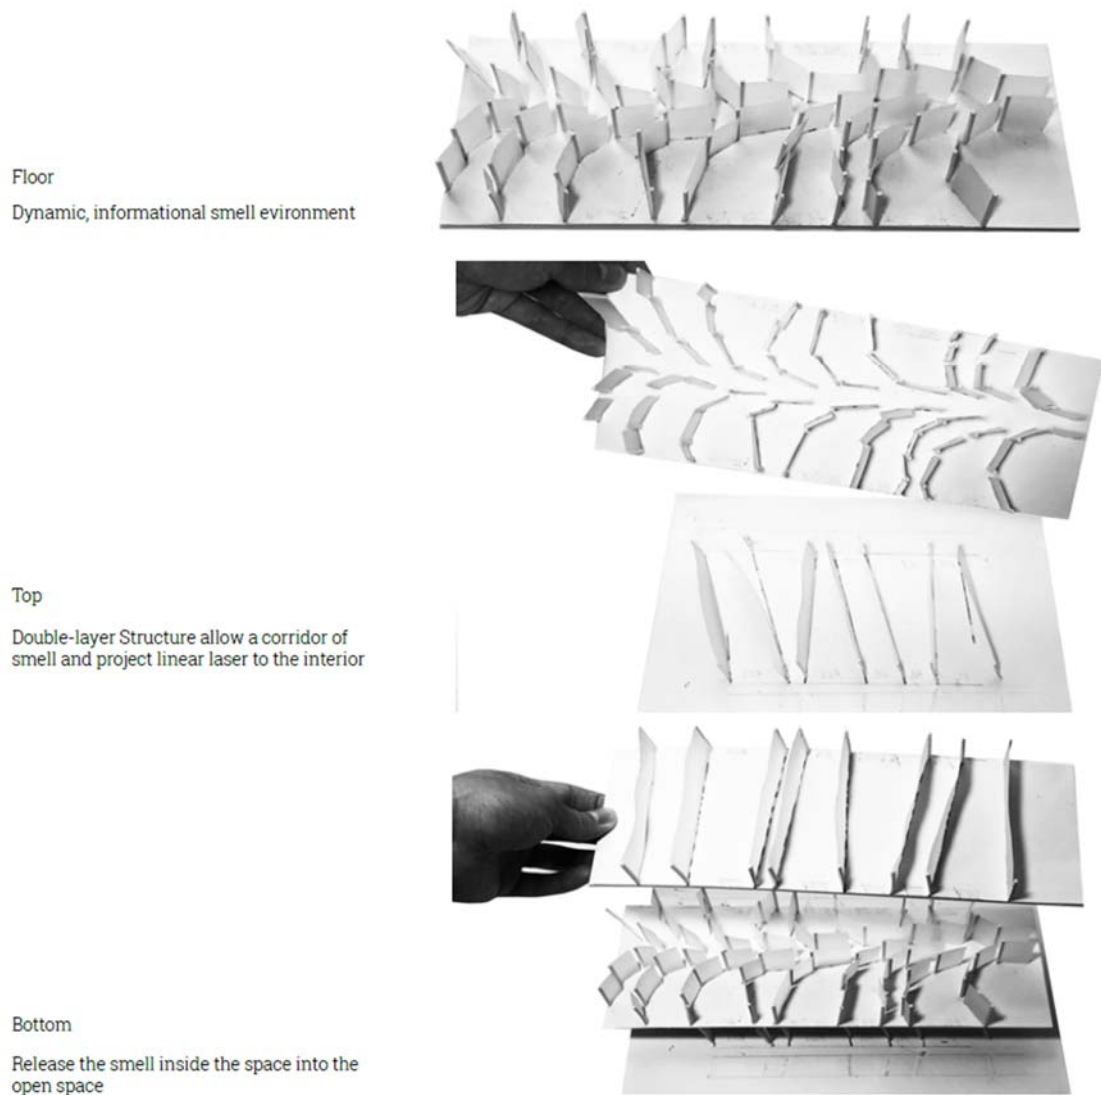 Floor
Dynamic, informational smell evironment
Top
Double-layer Structure allow a corridor of
smell and project linear laser to the interior
Bottom
Release the smell inside the space into the
open space